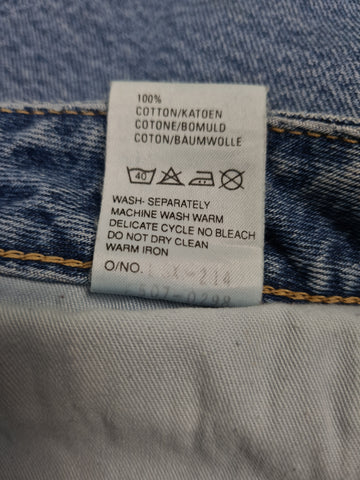 100%
COTTON/KATOEN
COTONE/BOMULD
COTON/BAUMWOLLE
40
WASH- SEPARATELY
MACHINE WASH WARM
DELICATE CYCLE NO BLEACH
DO NOT DRY CLEAN
WARM IRON
O/NO.